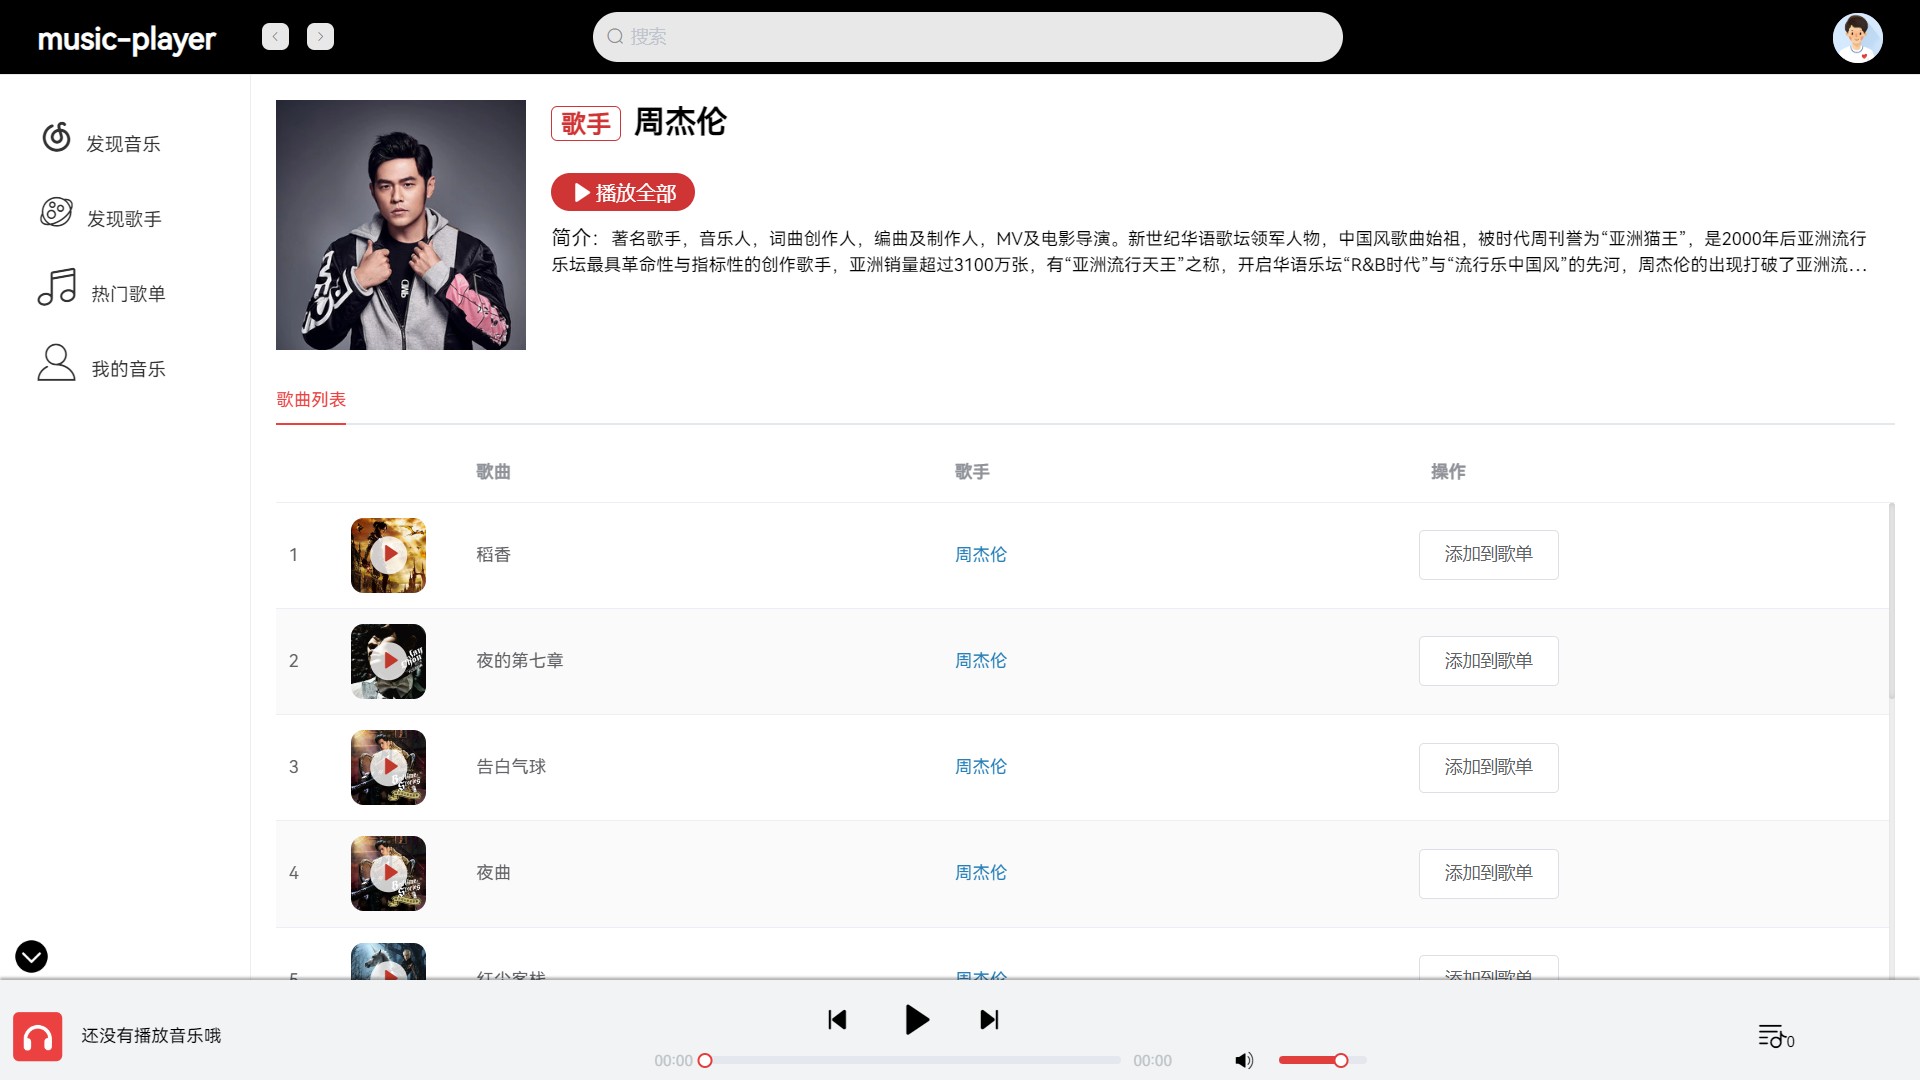 music-player
搜索
发现音乐
发现歌手
热门歌单
我的音乐
歌手 周杰伦
播放全部
简介：著名歌手，音乐人，词曲创作人，编曲及制作人，MV及电影导演。新世纪华语歌坛领军人物，中国风歌曲始祖，被时代周刊誉为“亚洲猫王”，是2000年后亚洲流行
乐坛最具革命性与指标性的创作歌手，亚洲销量超过3100万张，有“亚洲流行天王”之称，开启华语乐坛“R&B时代”与“流行乐中国风”的先河，周杰伦的出现打破了亚洲流…
歌曲列表
歌曲 歌手 操作
1 稻香 周杰伦 添加到歌单
2 夜的第七章 周杰伦 添加到歌单
3 告白气球 周杰伦 添加到歌单
4 夜曲 周杰伦 添加到歌单
5 红尘客栈 周杰伦 添加到歌单
还没有播放音乐哦
00:00 00:00
0